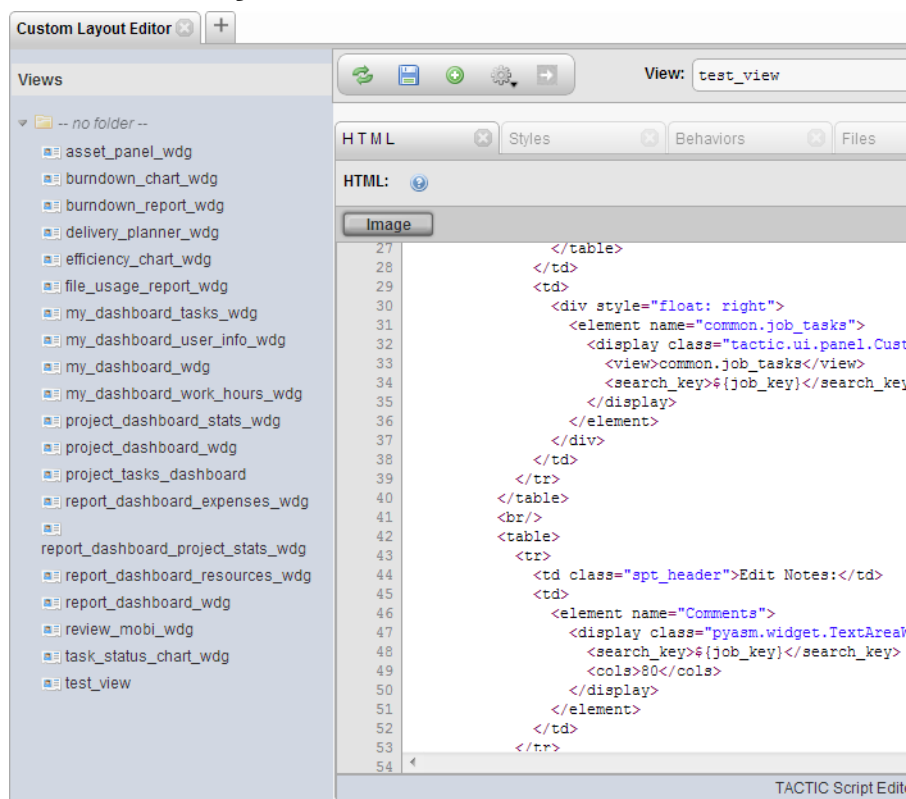 Custom Layout Editor
Views
View: test_view
-- no folder --
asset_panel_wdg
burndown_chart_wdg
burndown_report_wdg
delivery_planner_wdg
efficiency_chart_wdg
file_usage_report_wdg
my_dashboard_tasks_wdg
my_dashboard_user_info_wdg
my_dashboard_wdg
my_dashboard_work_hours_wdg
project_dashboard_stats_wdg
project_dashboard_wdg
project_tasks_dashboard
report_dashboard_expenses_wdg
report_dashboard_project_stats_wdg
report_dashboard_resources_wdg
report_dashboard_wdg
review_mobi_wdg
task_status_chart_wdg
test_view
HTML Styles Behaviors Files
HTML:
Image
27 </table>
28 </td>
29 <td>
30 <div style="float: right">
31 <element name="common.job_tasks">
32 <display class="tactic.ui.panel.Cust
33 <view>common.job_tasks</view>
34 <search_key>${job_key}</search_key
35 </display>
36 </element>
37 </div>
38 </td>
39 </tr>
40 </table>
41 <br/>
42 <table>
43 <tr>
44 <td class="spt_header">Edit Notes:</td>
45 <td>
46 <element name="Comments">
47 <display class="pyasm.widget.TextAreaW
48 <search_key>${job_key}</search_key>
49 <cols>80</cols>
50 </display>
51 </element>
52 </td>
53 </tr>
54
TACTIC Script Edit